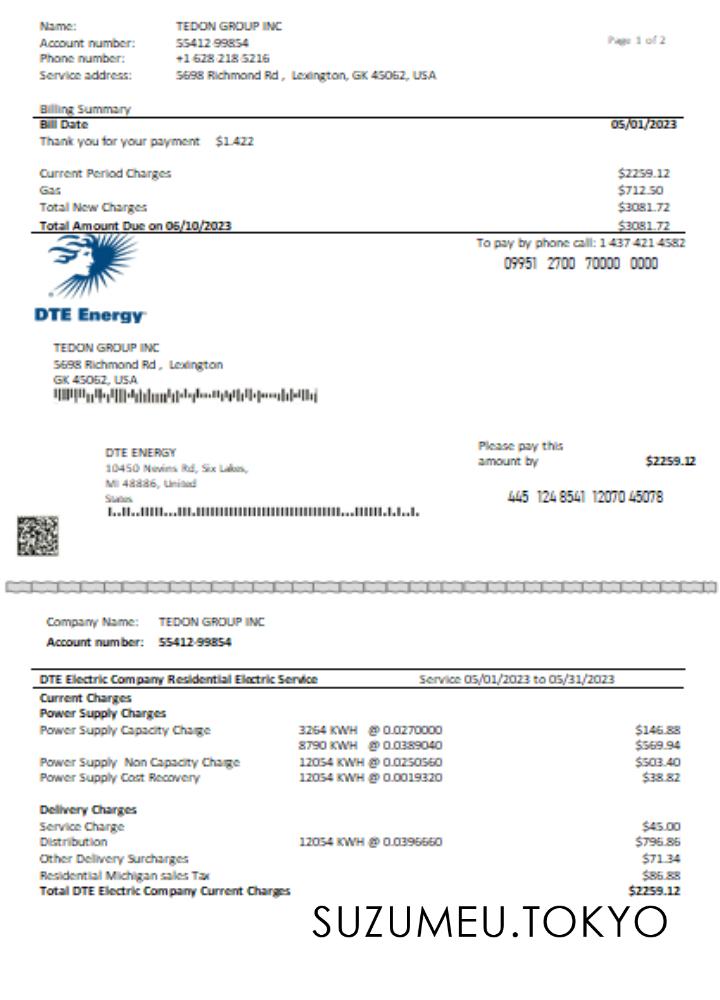 Name: TEDON GROUP INC
Account number: 55412-99854
Page 1 of 2
Phone number: +1 628 218 5216
Service address: 5698 Richmond Rd , Lexington, GK 45062, USA
Billing Summary
Bill Date 05/01/2023
Thank you for your payment $1.422
Current Period Charges $2259.12
Gas $712.50
Total New Charges $3081.72
Total Amount Due on 06/10/2023 $3081.72
To pay by phone call: 1 437 421 4582
09951 2700 70000 0000
DTE Energy
TEDON GROUP INC
5698 Richmond Rd , Lexington
GK 45062, USA
DTE ENERGY
10450 Nevins Rd, Six Lakes,
MI 48886, United
States
Please pay this
amount by $2259.12
445 124 8541 12070 45078
Company Name: TEDON GROUP INC
Account number: 55412-99854
DTE Electric Company Residential Electric Service Service 05/01/2023 to 05/31/2023
Current Charges
Power Supply Charges
Power Supply Capacity Charge 3264 KWH @ 0.0270000 $146.88
8790 KWH @ 0.0389040 $569.94
Power Supply Non Capacity Charge 12054 KWH @ 0.0250560 $503.40
Power Supply Cost Recovery 12054 KWH @ 0.0019320 $38.82
Delivery Charges
Service Charge $45.00
Distribution 12054 KWH @ 0.0396660 $796.86
Other Delivery Surcharges $71.34
Residential Michigan sales Tax $86.88
Total DTE Electric Company Current Charges $2259.12
SUZUMEU.TOKYO